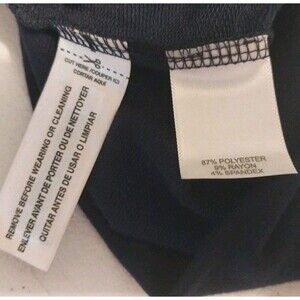 CUT HERE/COUPER ICI
CORTAR AQUI
REMOVE BEFORE WEARING OR CLEANING
ENLEVER AVANT DE PORTER OU DE NETTOYER
QUITAR ANTES DE USAR O LIMPIAR
87% POLYESTER
9% RAYON
4% SPANDEX